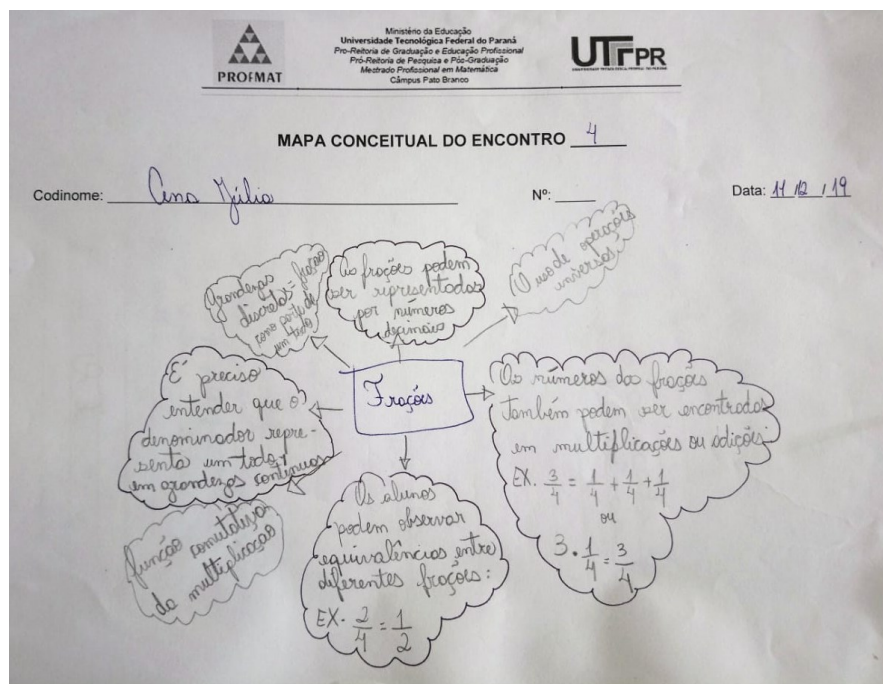 PROFMAT
Ministério da Educação
Universidade Tecnológica Federal do Paraná
Pro-Reitoria de Graduação e Educação Profissional
Pró-Reitoria de Pesquisa e Pós-Graduação
Mestrado Profissional em Matemática
Câmpus Pato Branco
UTFPR
MAPA CONCEITUAL DO ENCONTRO 4
Codinome: Ana Júlia
Nº:
Data: 11/12/19
Grandezas
discretas = fração
como parte de
um todo
As frações podem
ser representadas
por números
decimais
O uso de operações
inversas
É preciso
entender que o
denominador repre-
senta um todo,
em grandezas contínuas
Frações
Os números das frações
também podem ser encontrados
em multiplicações ou adições:
EX. 3/4 = 1/4 + 1/4 + 1/4
ou
3 . 1/4 = 3/4
função comutativa
da multiplicação
Os alunos
podem observar
equivalências entre
diferentes frações:
EX. 2/4 = 1/2